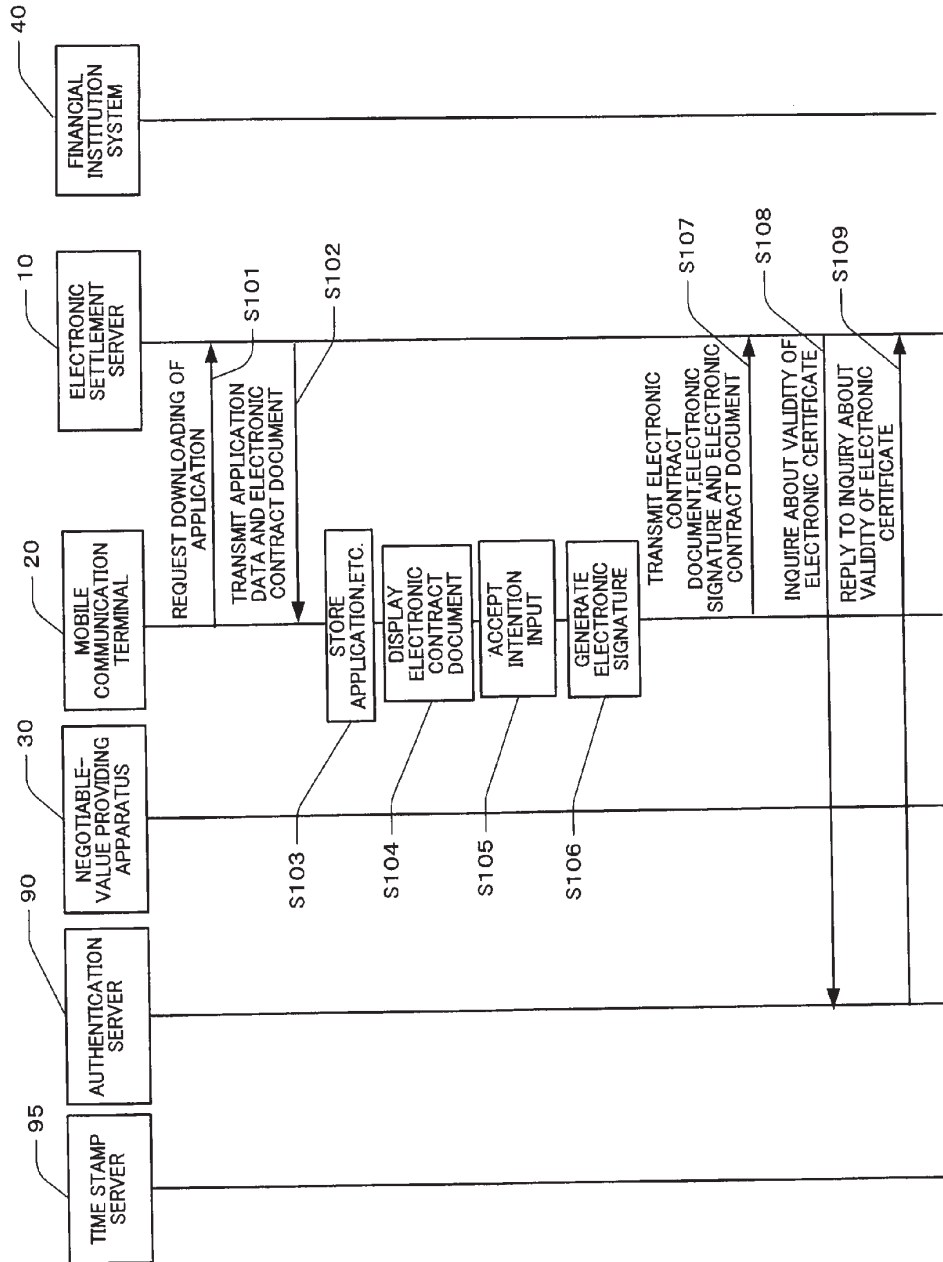 95
TIME STAMP
SERVER
90
AUTHENTICATION
SERVER
30
NEGOTIABLE-
VALUE PROVIDING
APPARATUS
20
MOBILE
COMMUNICATION
TERMINAL
10
ELECTRONIC
SETTLEMENT
SERVER
40
FINANCIAL
INSTITUTION
SYSTEM
REQUEST DOWNLOADING OF
APPLICATION
S101
TRANSMIT APPLICATION
DATA AND ELECTRONIC
CONTRACT DOCUMENT
S102
STORE
APPLICATION,ETC.
S103
DISPLAY
ELECTRONIC
CONTRACT
DOCUMENT
S104
ACCEPT
INTENTION
INPUT
S105
GENERATE
ELECTRONIC
SIGNATURE
S106
TRANSMIT ELECTRONIC
CONTRACT
DOCUMENT,ELECTRONIC
SIGNATURE AND ELECTRONIC
CONTRACT DOCUMENT
S107
INQUIRE ABOUT VALIDITY OF
ELECTRONIC CERTIFICATE
S108
REPLY TO INQUIRY ABOUT
VALIDITY OF ELECTRONIC
CERTIFICATE
S109